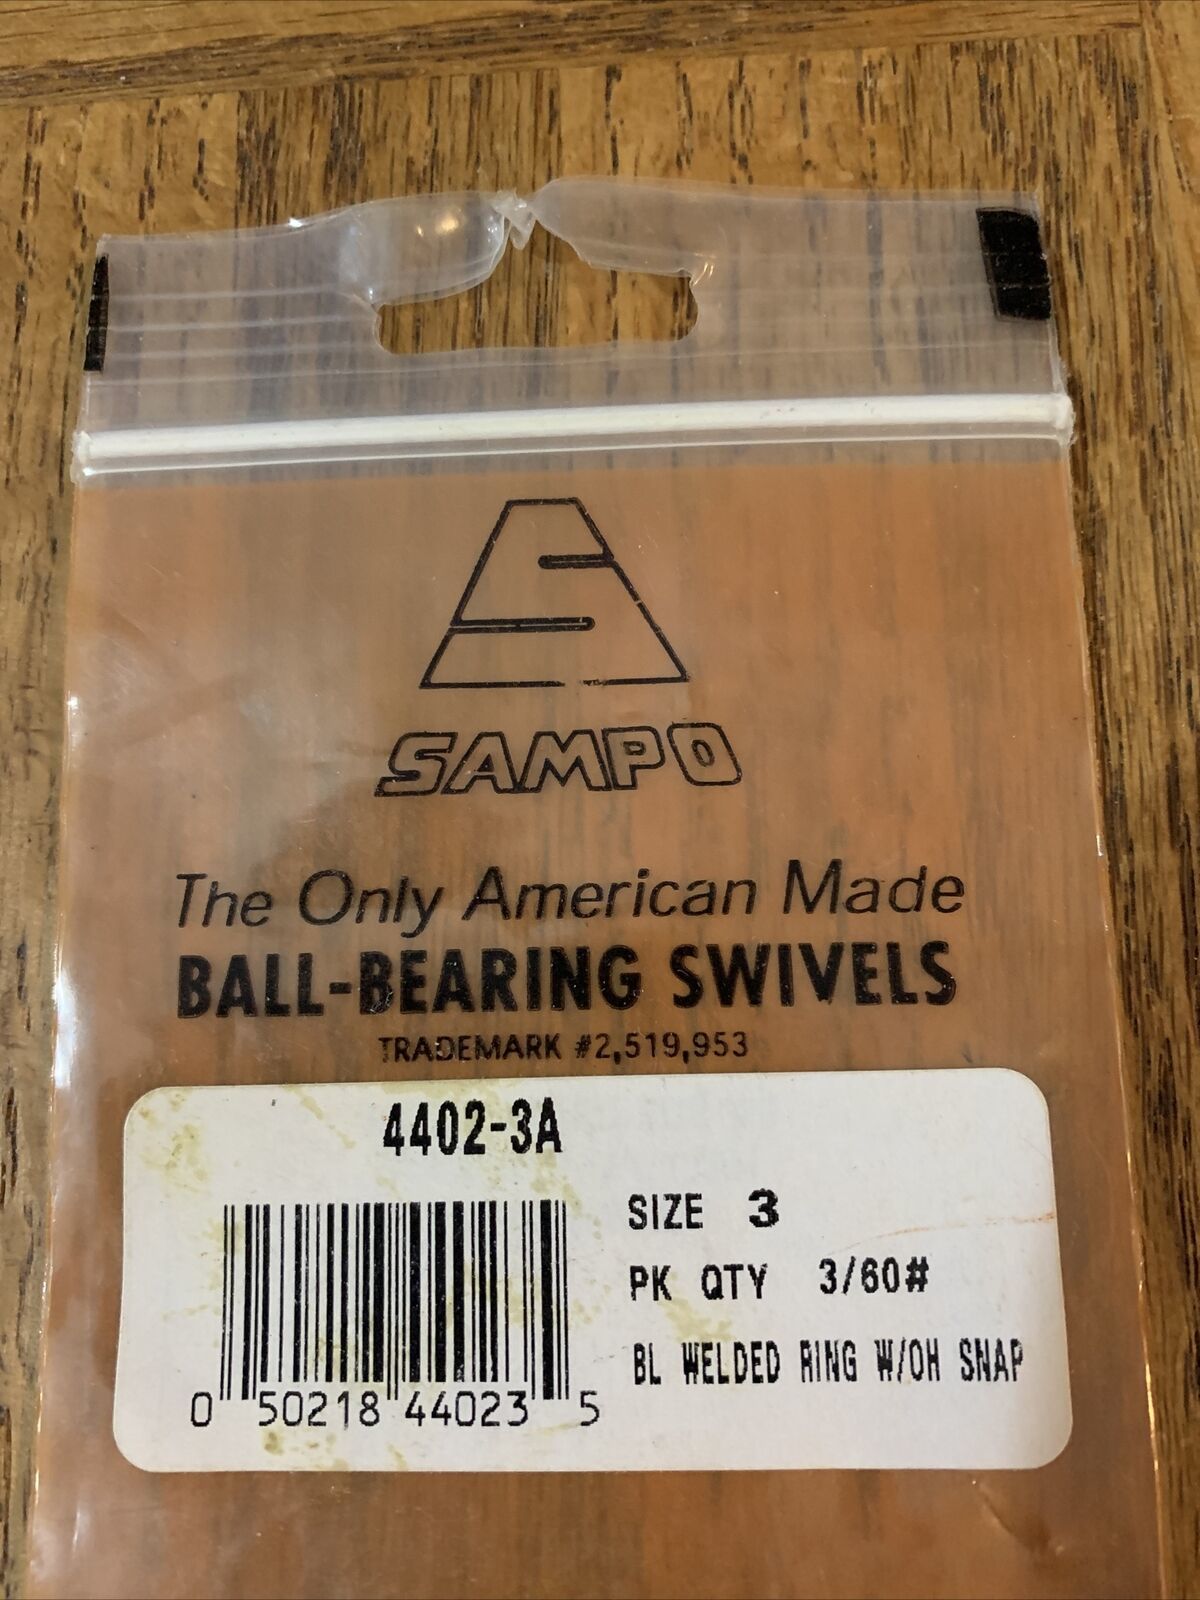 S
SAMPO
The Only American Made
BALL-BEARING SWIVELS
TRADEMARK #2,519,953
4402-3A
SIZE 3
PK QTY 3/60#
BL WELDED RING W/OH SNAP
0 50218 44023 5